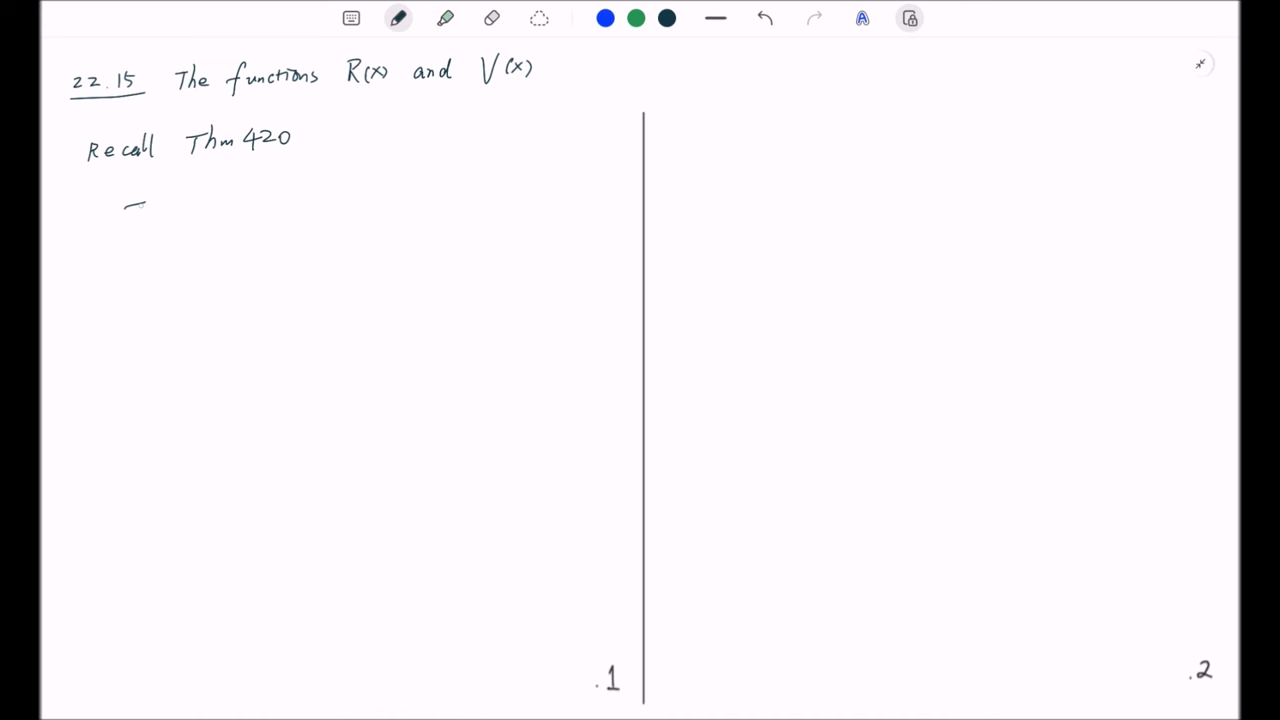 22.15 The functions R(x) and V(x)
Recall Thm 420
.1
.2